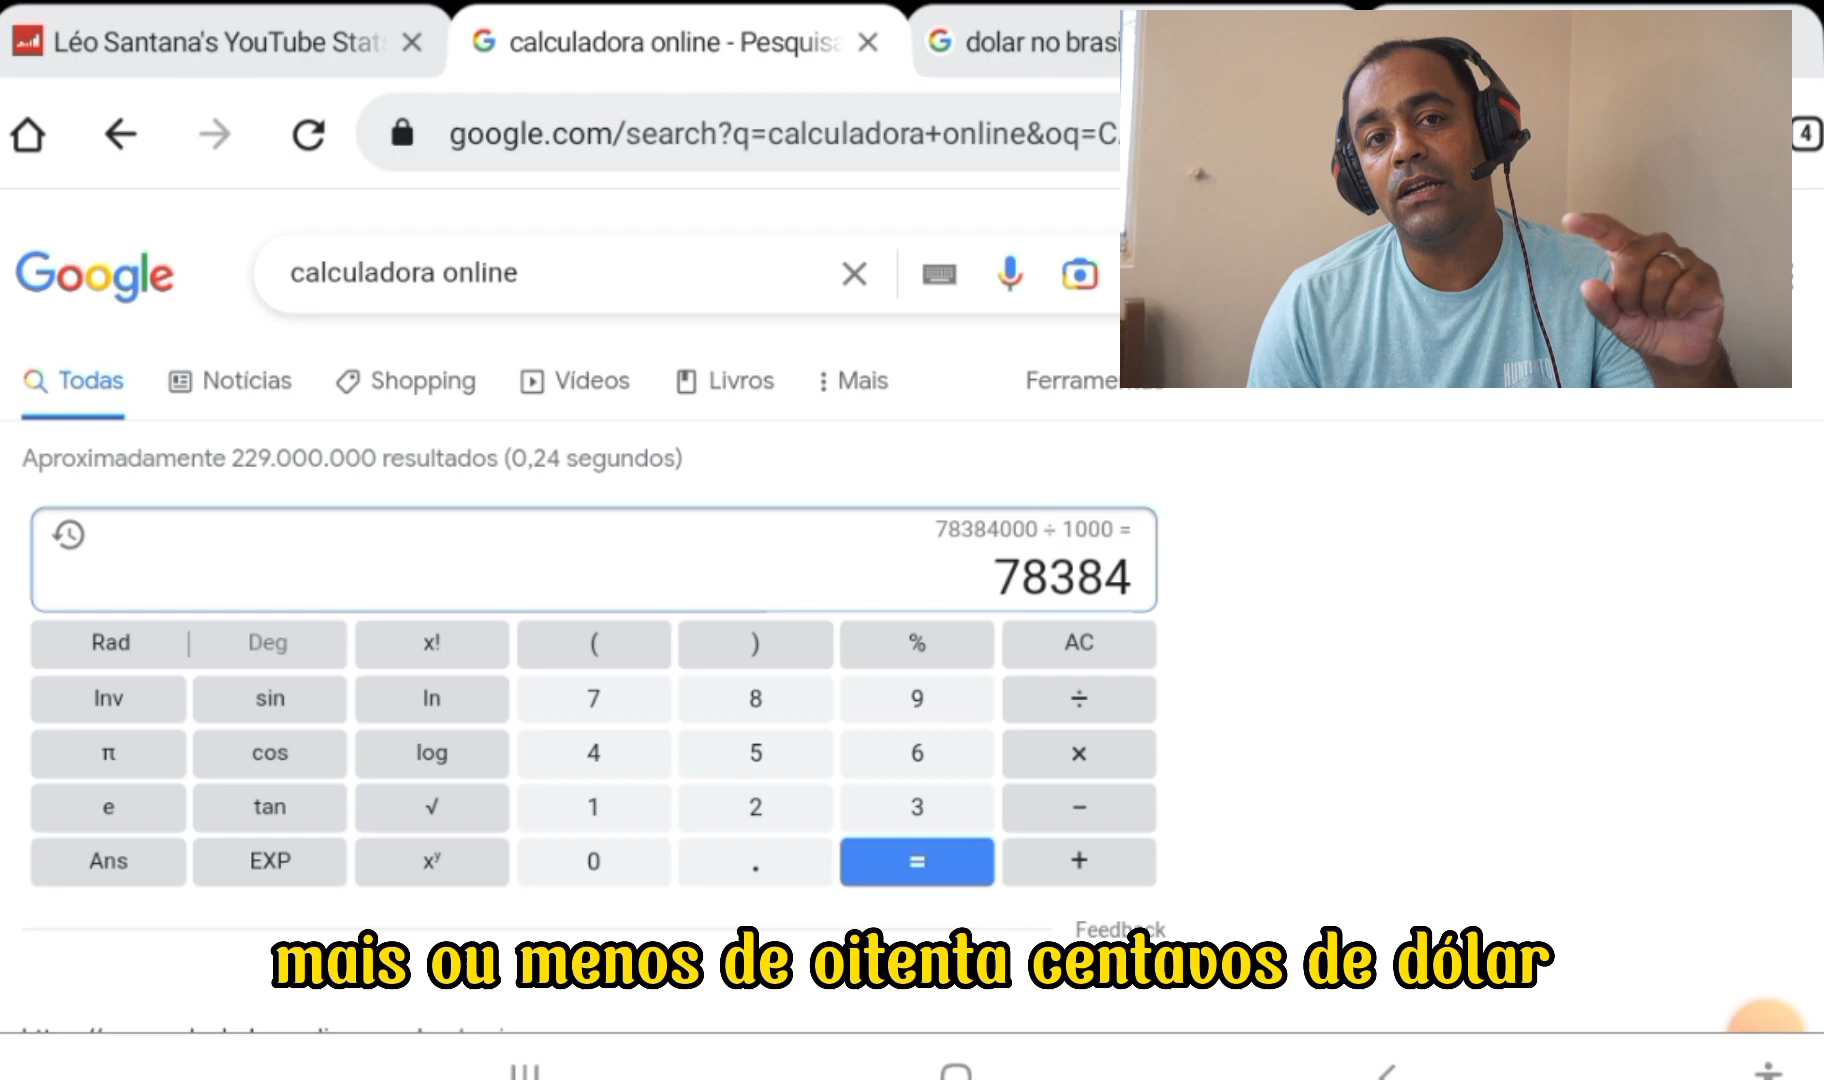 Léo Santana's YouTube Stat
calculadora online - Pesquisa
dolar no brasi
google.com/search?q=calculadora+online&oq=C
4
Google
calculadora online
Todas
Notícias
Shopping
Vídeos
Livros
Mais
Ferrame
Aproximadamente 229.000.000 resultados (0,24 segundos)
78384000 ÷ 1000 =
78384
Rad | Deg x! ( ) % AC
Inv sin ln 7 8 9 ÷
π cos log 4 5 6 ×
e tan √ 1 2 3 −
Ans EXP xʸ 0 . = +
Feedback
mais ou menos de oitenta centavos de dólar